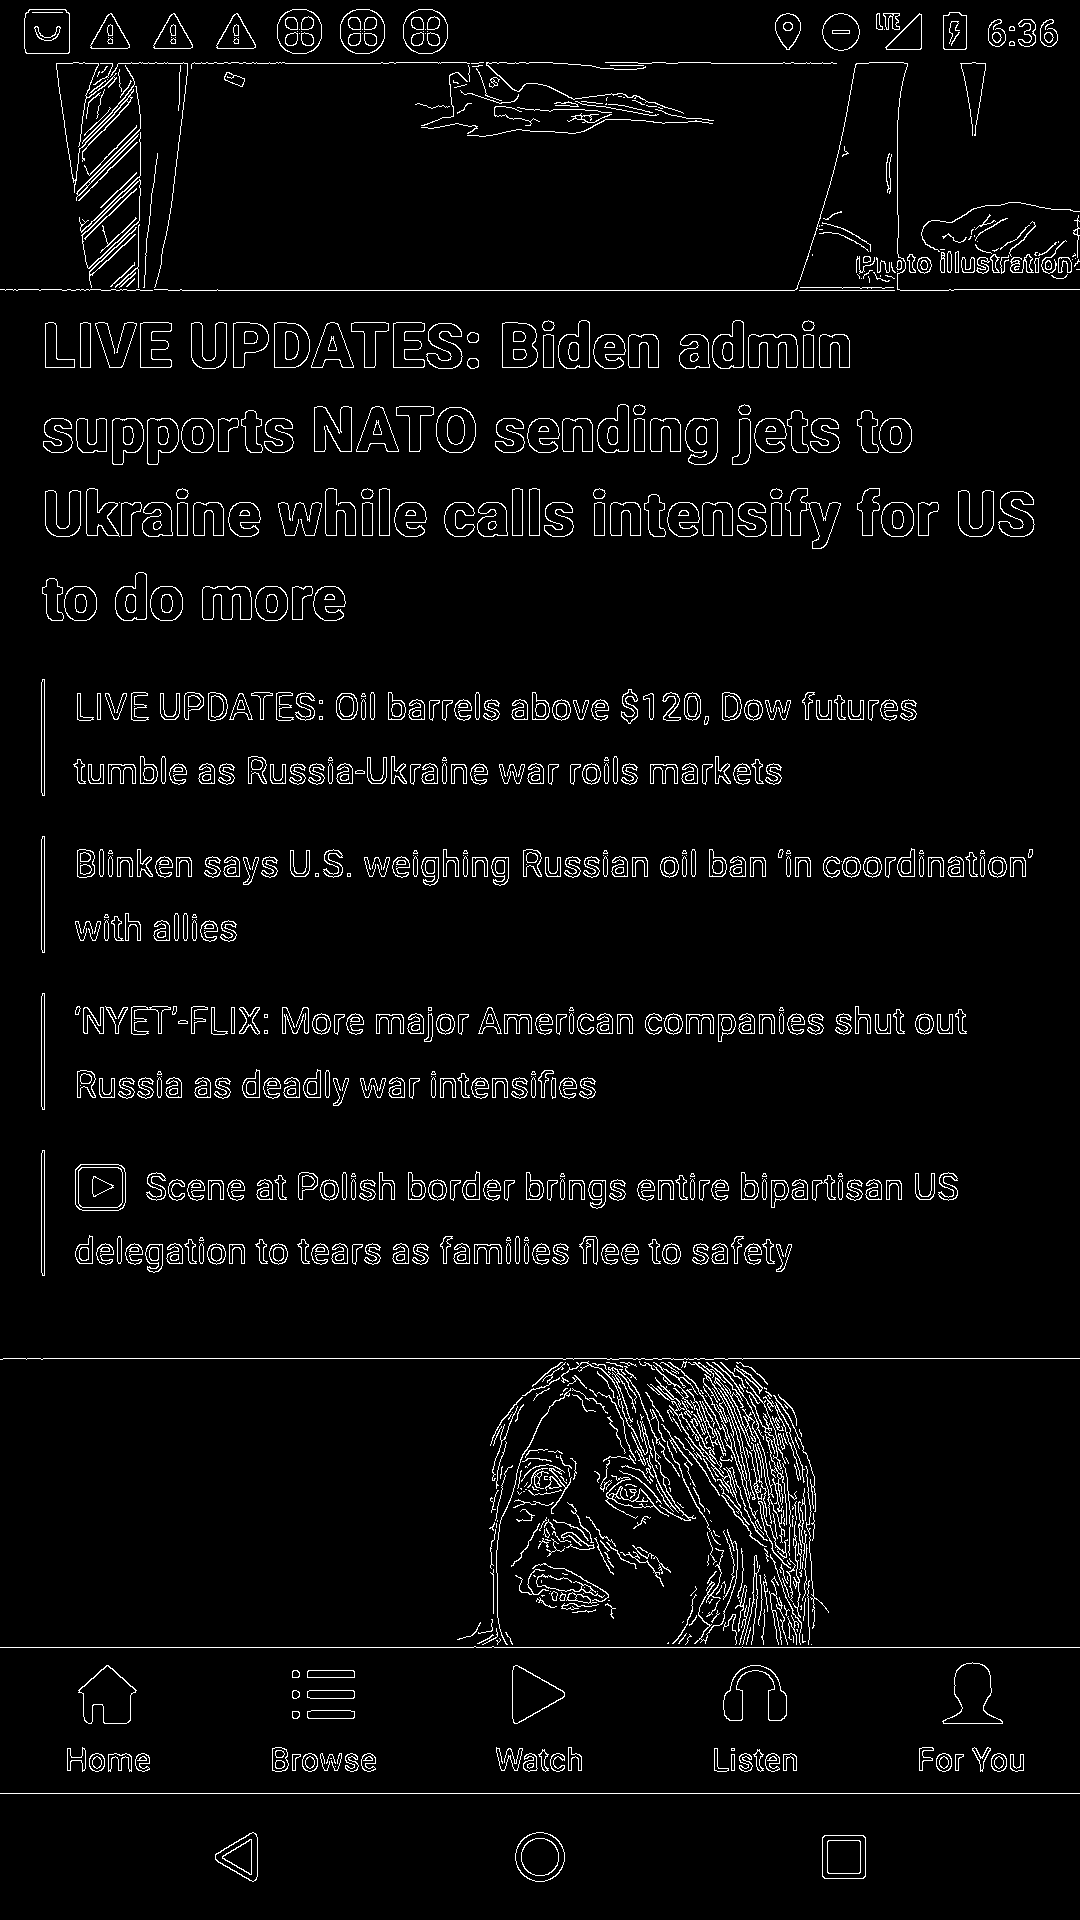 LTE 6:36
Photo illustration
LIVE UPDATES: Biden admin
supports NATO sending jets to
Ukraine while calls intensify for US
to do more
LIVE UPDATES: Oil barrels above $120, Dow futures
tumble as Russia-Ukraine war roils markets
Blinken says U.S. weighing Russian oil ban ‘in coordination’
with allies
‘NYET’-FLIX: More major American companies shut out
Russia as deadly war intensifies
Scene at Polish border brings entire bipartisan US
delegation to tears as families flee to safety
Home Browse Watch Listen For You